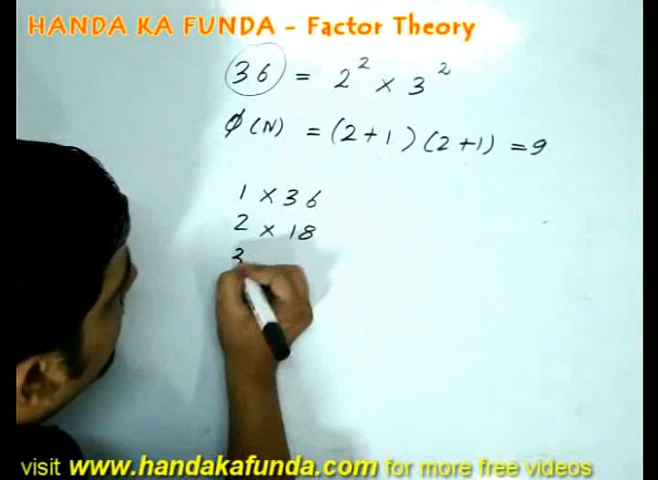 HANDA KA FUNDA - Factor Theory
36 = 2² × 3²
φ(N) = (2+1)(2+1) = 9
1 × 36
2 × 18
3
visit www.handakafunda.com for more free videos